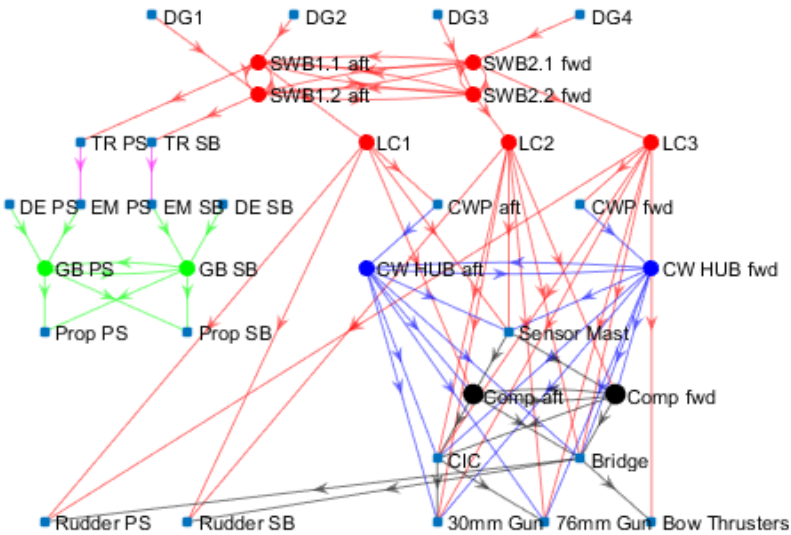 DG1 DG2 DG3 DG4
SWB1.1 aft SWB2.1 fwd
SWB1.2 aft SWB2.2 fwd
TR PS TR SB LC1 LC2 LC3
DE PS EM PS EM SB DE SB CWP aft CWP fwd
GB PS GB SB CW HUB aft CW HUB fwd
Prop PS Prop SB Sensor Mast
Comp aft Comp fwd
CIC Bridge
Rudder PS Rudder SB 30mm Gun 76mm Gun Bow Thrusters